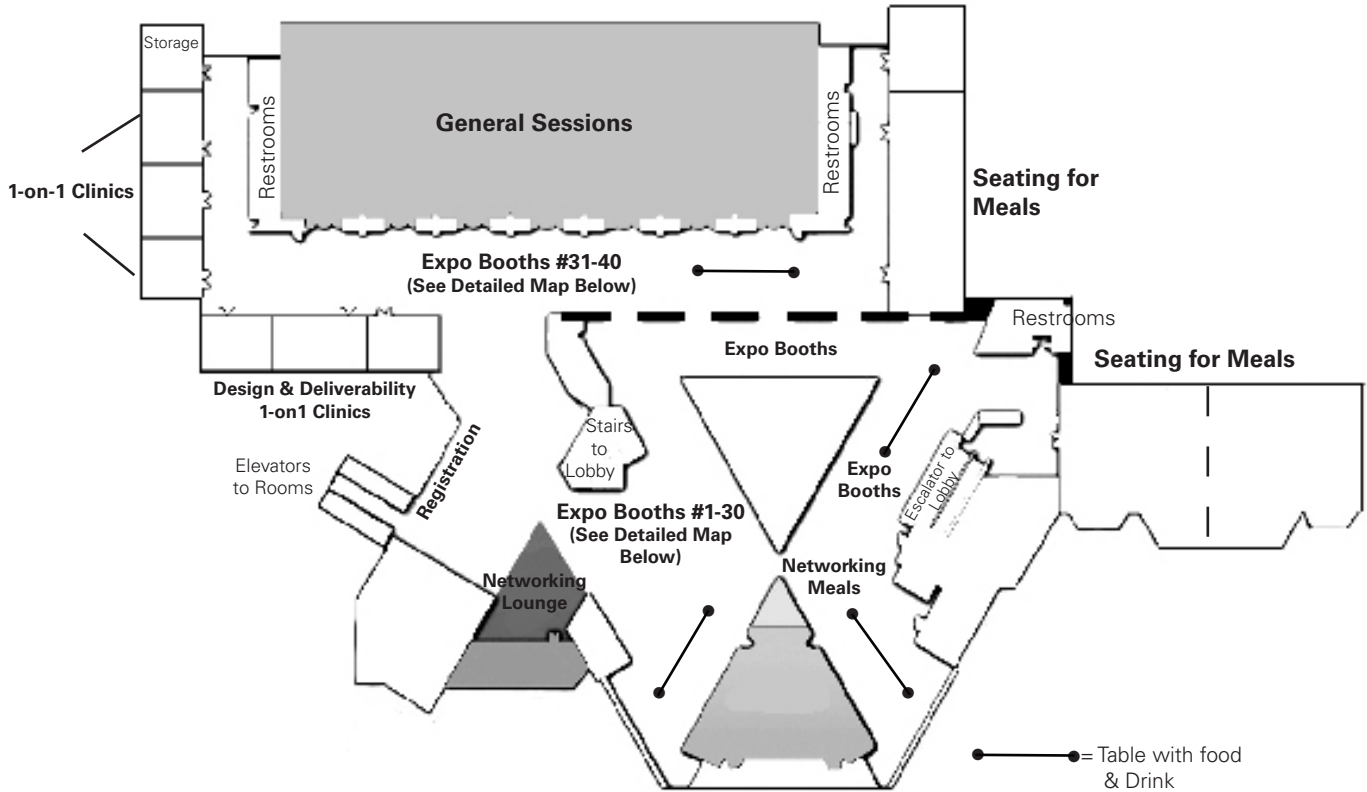 Storage
General Sessions
Restrooms
Restrooms
1-on-1 Clinics
Seating for
Meals
Expo Booths #31-40
(See Detailed Map Below)
Restrooms
Expo Booths
Seating for Meals
Design & Deliverability
1-on1 Clinics
Stairs
to
Lobby
Registration
Elevators
to Rooms
Expo
Booths
Escalator to
Lobby
Expo Booths #1-30
(See Detailed Map
Below)
Networking
Lounge
Networking
Meals
= Table with food
& Drink